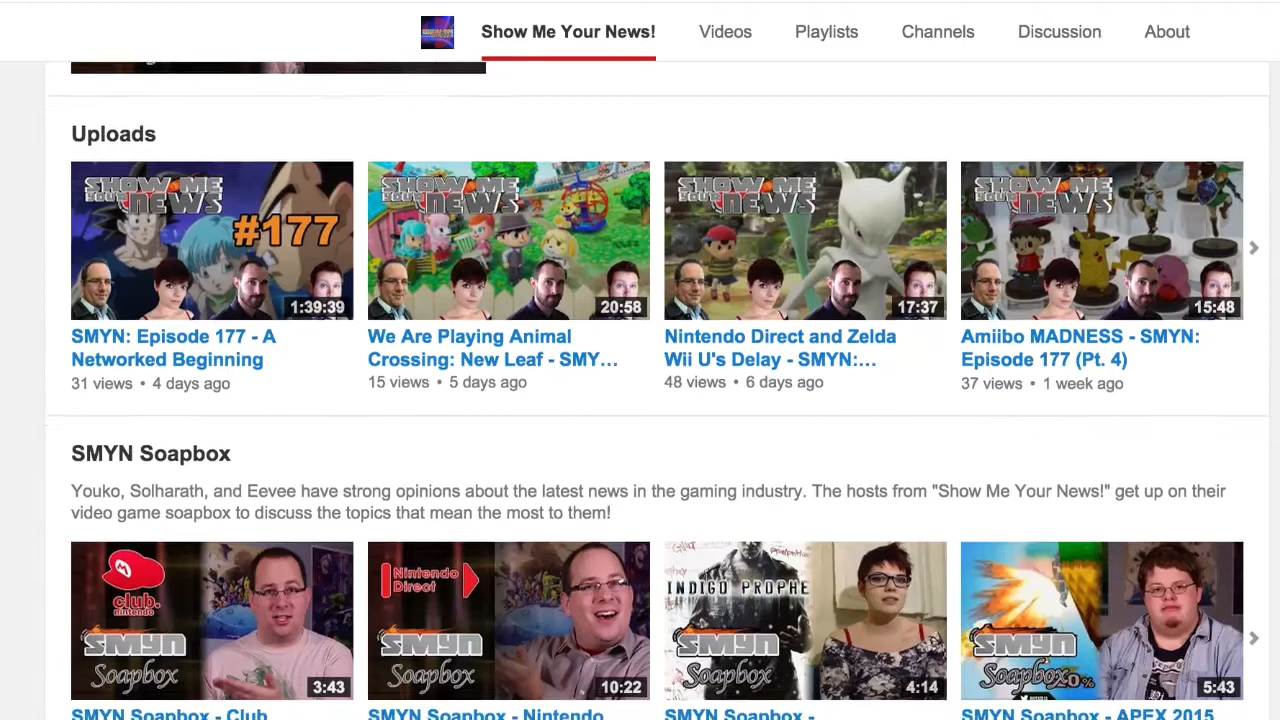 Show Me Your News! Videos Playlists Channels Discussion About
Uploads
SHOW ME YOUR NEWS #177 1:39:39
SHOW ME YOUR NEWS 20:58
SHOW ME YOUR NEWS 17:37
SHOW ME YOUR NEWS 15:48
SMYN: Episode 177 - A
Networked Beginning
31 views • 4 days ago
We Are Playing Animal
Crossing: New Leaf - SMY...
15 views • 5 days ago
Nintendo Direct and Zelda
Wii U's Delay - SMYN:...
48 views • 6 days ago
Amiibo MADNESS - SMYN:
Episode 177 (Pt. 4)
37 views • 1 week ago
SMYN Soapbox
Youko, Solharath, and Eevee have strong opinions about the latest news in the gaming industry. The hosts from "Show Me Your News!" get up on their
video game soapbox to discuss the topics that mean the most to them!
club
nintendo
SMYN
Soapbox
3:43
Nintendo
Direct
SMYN
Soapbox
10:22
INDIGO PROPHE
SMYN
Soapbox
4:14
SMYN
Soapbox
0%
5:43
SMYN Soapbox - Club
SMYN Soapbox - Nintendo
SMYN Soapbox -
SMYN Soapbox - APEX 2015